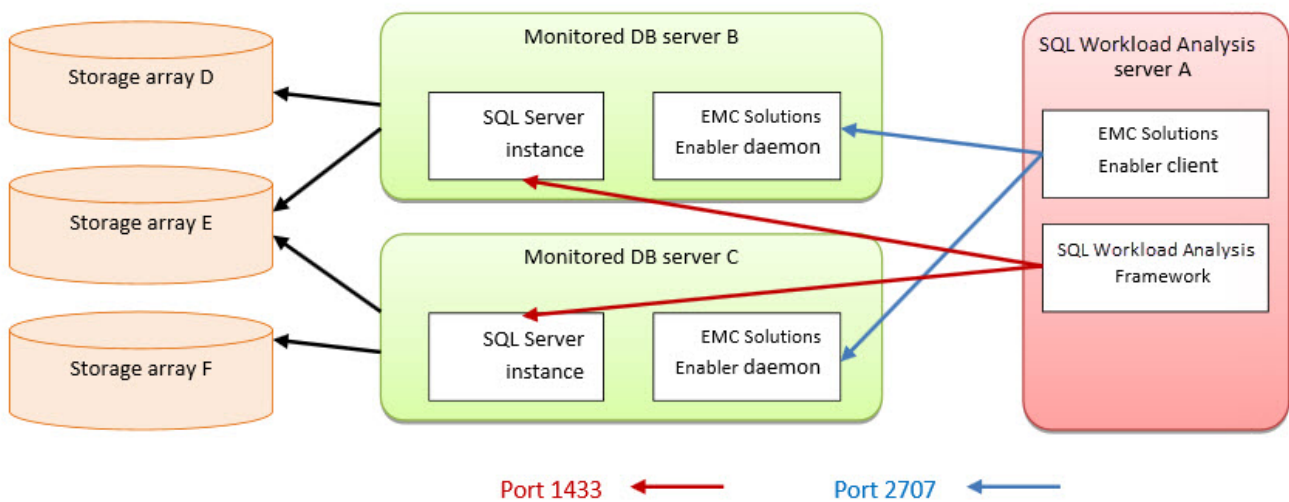 Storage array D
Storage array E
Storage array F
Monitored DB server B
SQL Server
instance
EMC Solutions
Enabler daemon
Monitored DB server C
SQL Server
instance
EMC Solutions
Enabler daemon
SQL Workload Analysis
server A
EMC Solutions
Enabler client
SQL Workload Analysis
Framework
Port 1433
Port 2707